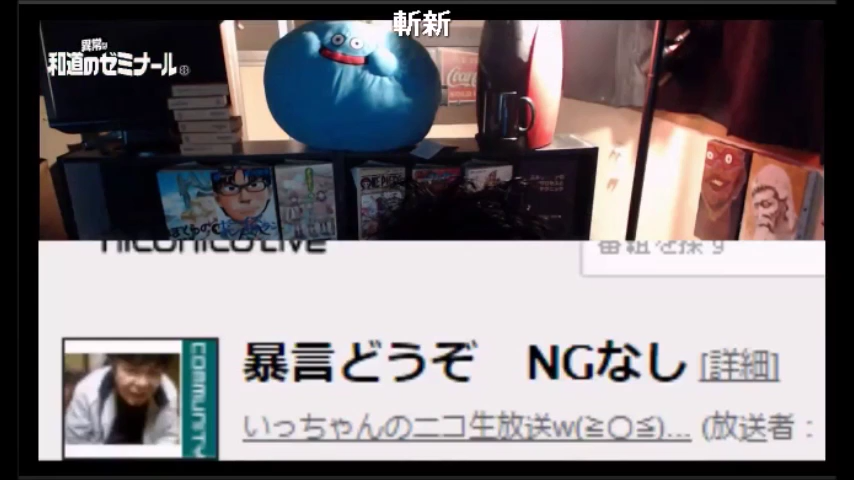 斬新
異常な
和道のゼミナール
Coca
ONE PIECE
niconico Live
番組を探す
COMMUNITY
暴言どうぞ NGなし [詳細]
いっちゃんのニコ生放送w(≧〇≦)... (放送者：